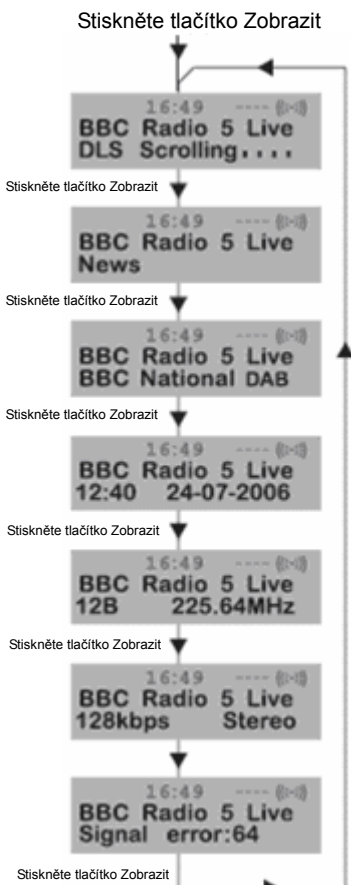 Stiskněte tlačítko Zobrazit
16:49 ----
BBC Radio 5 Live
DLS Scrolling....
Stiskněte tlačítko Zobrazit
16:49 ----
BBC Radio 5 Live
News
Stiskněte tlačítko Zobrazit
16:49 ----
BBC Radio 5 Live
BBC National DAB
Stiskněte tlačítko Zobrazit
16:49 ----
BBC Radio 5 Live
12:40 24-07-2006
Stiskněte tlačítko Zobrazit
16:49 ----
BBC Radio 5 Live
12B 225.64MHz
Stiskněte tlačítko Zobrazit
16:49 ----
BBC Radio 5 Live
128kbps Stereo
16:49 ----
BBC Radio 5 Live
Signal error:64
Stiskněte tlačítko Zobrazit